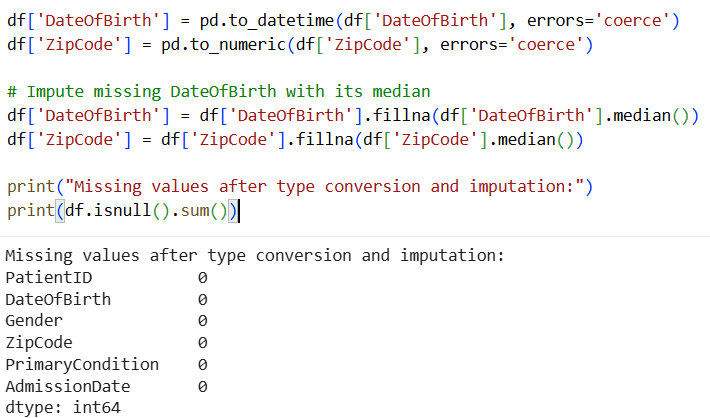 df['DateOfBirth'] = pd.to_datetime(df['DateOfBirth'], errors='coerce')
df['ZipCode'] = pd.to_numeric(df['ZipCode'], errors='coerce')
# Impute missing DateOfBirth with its median
df['DateOfBirth'] = df['DateOfBirth'].fillna(df['DateOfBirth'].median())
df['ZipCode'] = df['ZipCode'].fillna(df['ZipCode'].median())
print("Missing values after type conversion and imputation:")
print(df.isnull().sum())
Missing values after type conversion and imputation:
PatientID 0
DateOfBirth 0
Gender 0
ZipCode 0
PrimaryCondition 0
AdmissionDate 0
dtype: int64